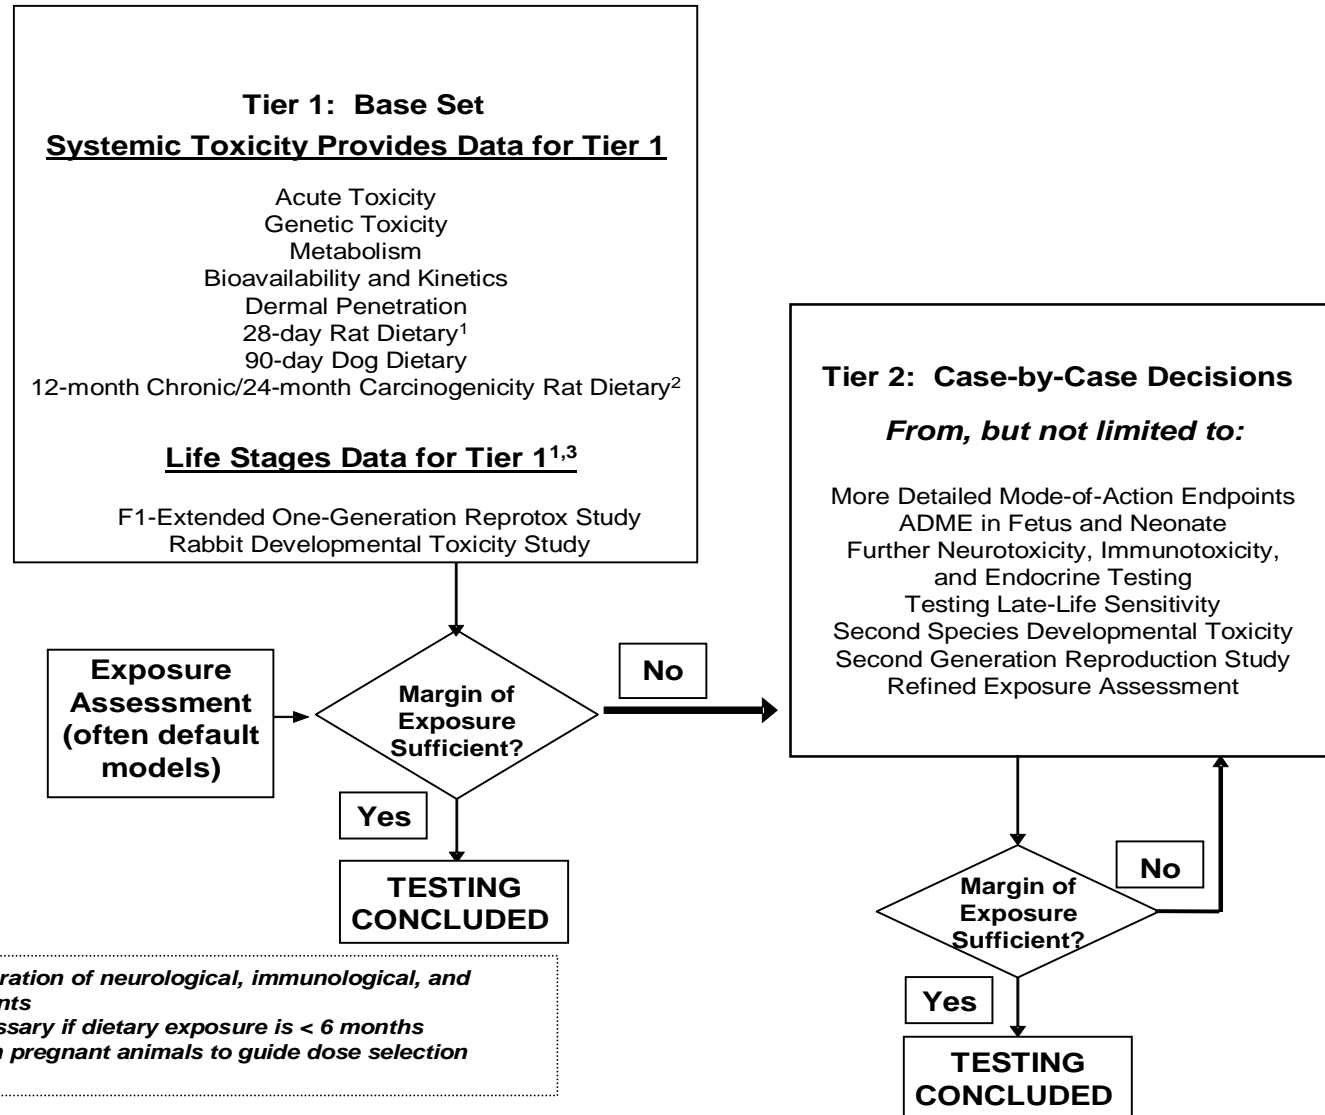 Tier 1: Base Set
Systemic Toxicity Provides Data for Tier 1
Acute Toxicity
Genetic Toxicity
Metabolism
Bioavailability and Kinetics
Dermal Penetration
28-day Rat Dietary¹
90-day Dog Dietary
12-month Chronic/24-month Carcinogenicity Rat Dietary²
Life Stages Data for Tier 1¹,³
F1-Extended One-Generation Reprotox Study
Rabbit Developmental Toxicity Study
Exposure
Assessment
(often default
models)
Margin of
Exposure
Sufficient?
No
Yes
TESTING
CONCLUDED
Tier 2: Case-by-Case Decisions
From, but not limited to:
More Detailed Mode-of-Action Endpoints
ADME in Fetus and Neonate
Further Neurotoxicity, Immunotoxicity,
and Endocrine Testing
Testing Late-Life Sensitivity
Second Species Developmental Toxicity
Second Generation Reproduction Study
Refined Exposure Assessment
Margin of
Exposure
Sufficient?
No
Yes
TESTING
CONCLUDED
of neurological, immunological, and
if dietary exposure is < 6 months
pregnant animals to guide dose selection